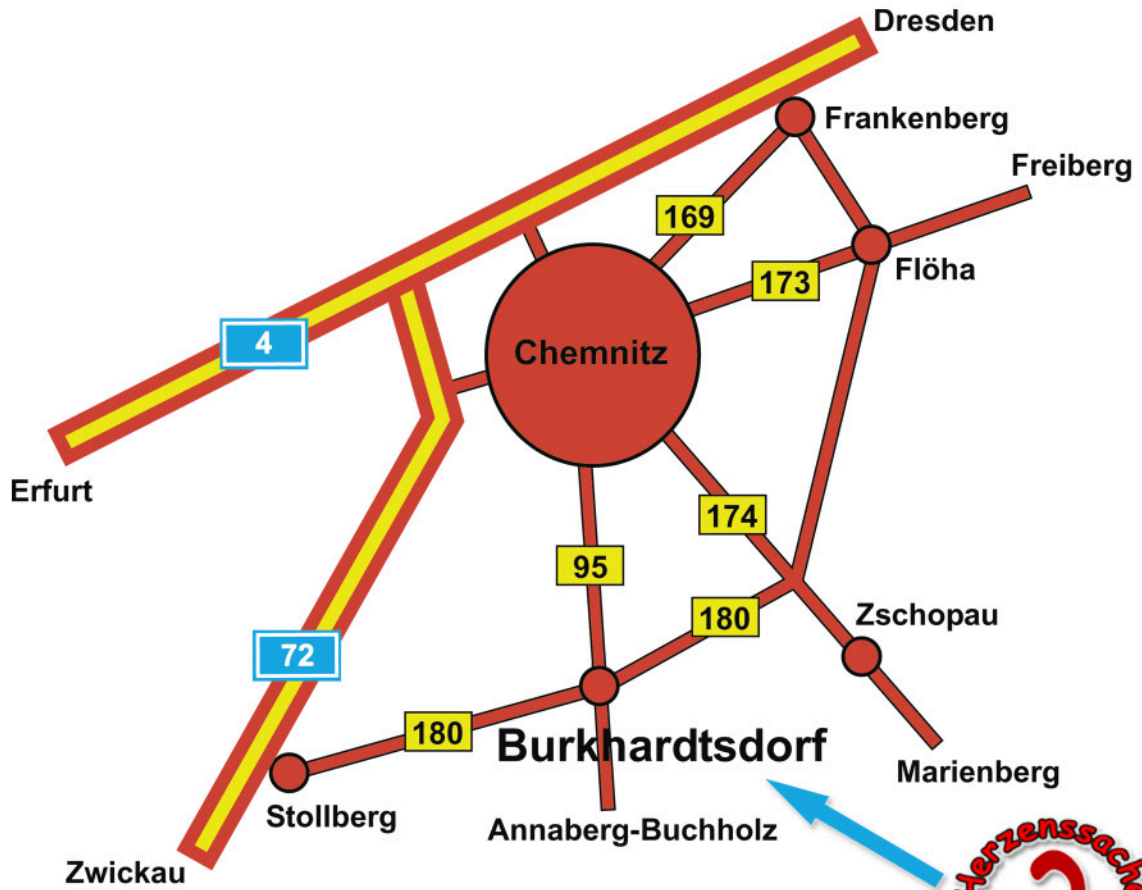 Dresden
Frankenberg
Freiberg
169
173
Flöha
4
Chemnitz
Erfurt
174
95
180
Zschopau
72
180
Burkhardtsdorf
Marienberg
Stollberg
Annaberg-Buchholz
Zwickau